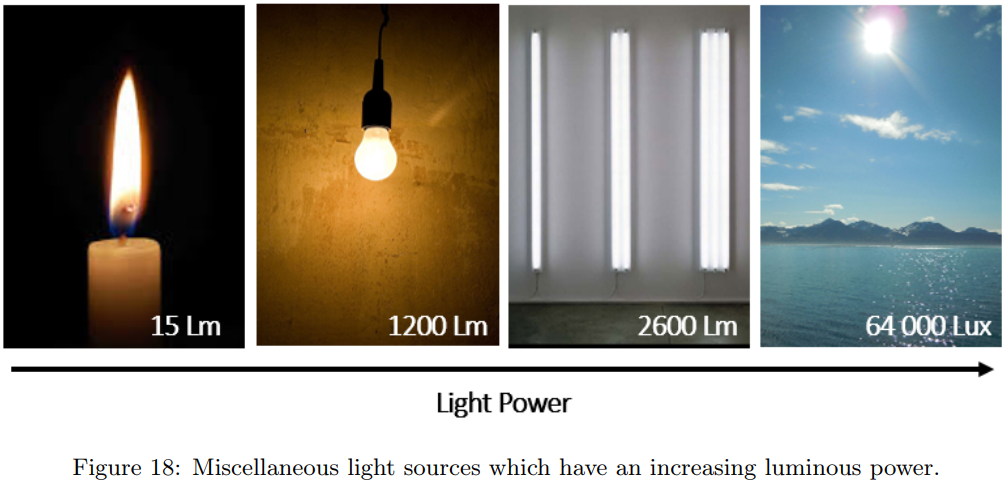 15 Lm
1200 Lm
2600 Lm
64 000 Lux
Light Power
Figure 18: Miscellaneous light sources which have an increasing luminous power.